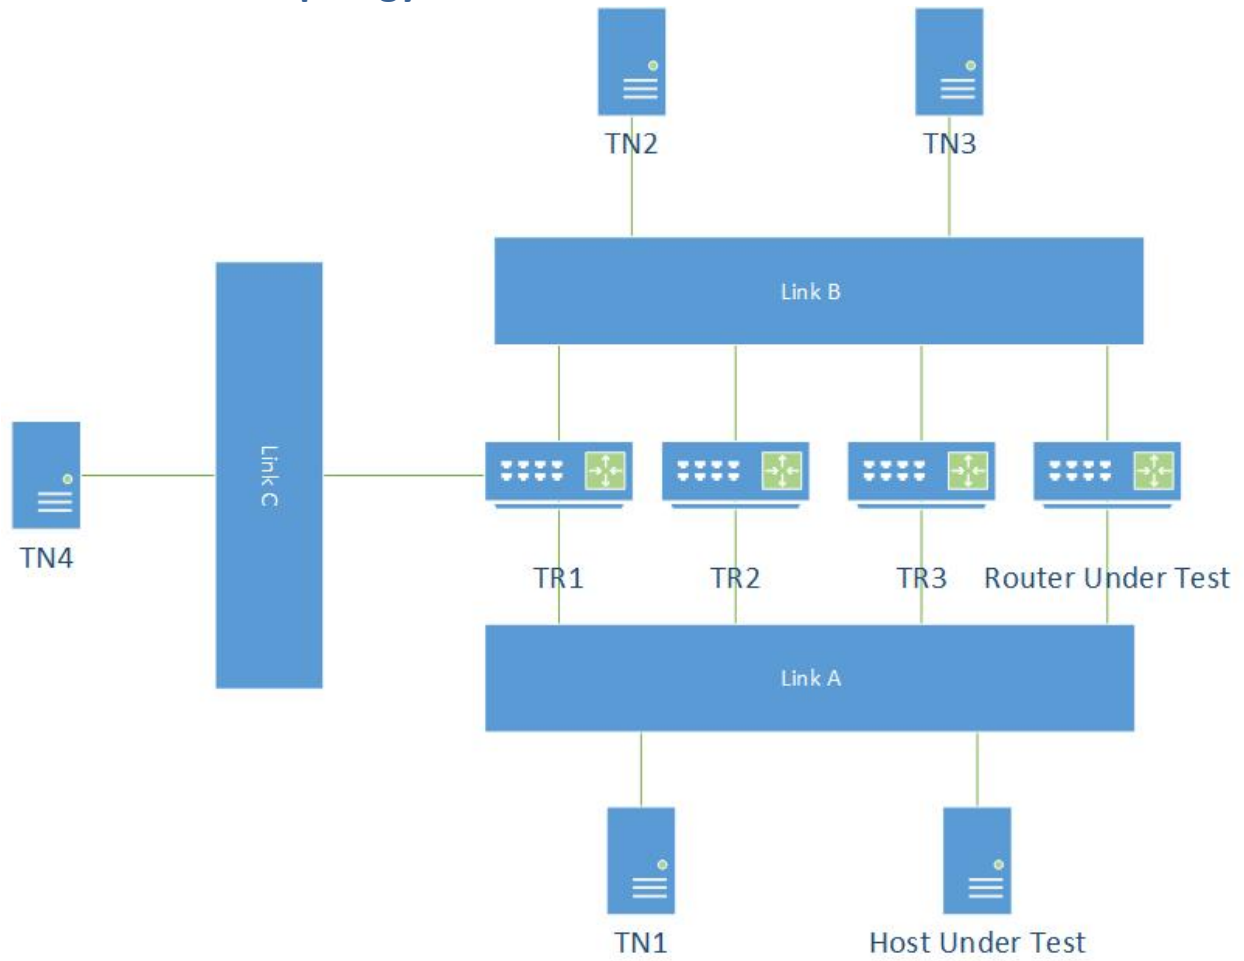 TN2
TN3
Link B
Link C
TN4
TR1
TR2
TR3
Router Under Test
Link A
TN1
Host Under Test